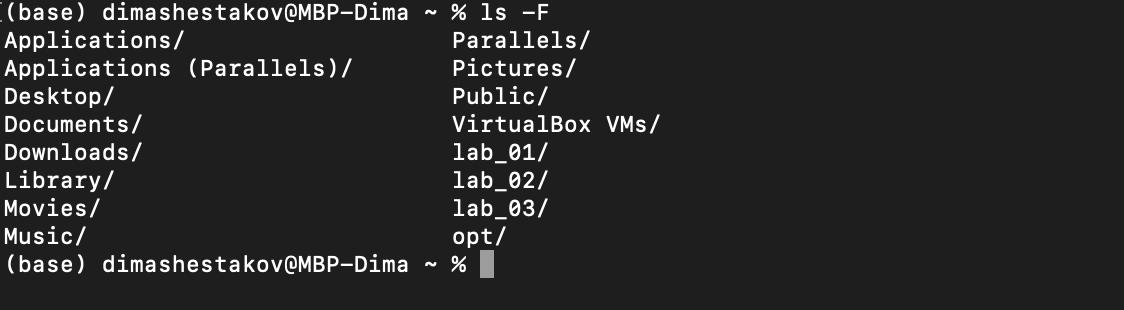 (base) dimashestakov@MBP-Dima ~ % ls -F
Applications/ Parallels/
Applications (Parallels)/ Pictures/
Desktop/ Public/
Documents/ VirtualBox VMs/
Downloads/ lab_01/
Library/ lab_02/
Movies/ lab_03/
Music/ opt/
(base) dimashestakov@MBP-Dima ~ %